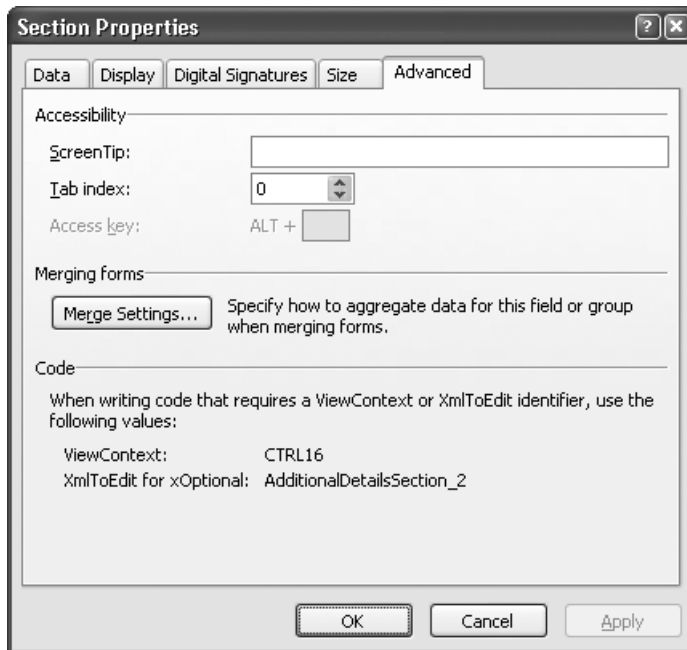 Section Properties ?
Data Display Digital Signatures Size Advanced
Accessibility
ScreenTip:
Tab index: 0
Access key: ALT +
Merging forms
Merge Settings... Specify how to aggregate data for this field or group
when merging forms.
Code
When writing code that requires a ViewContext or XmlToEdit identifier, use the
following values:
ViewContext: CTRL16
XmlToEdit for xOptional: AdditionalDetailsSection_2
OK Cancel Apply